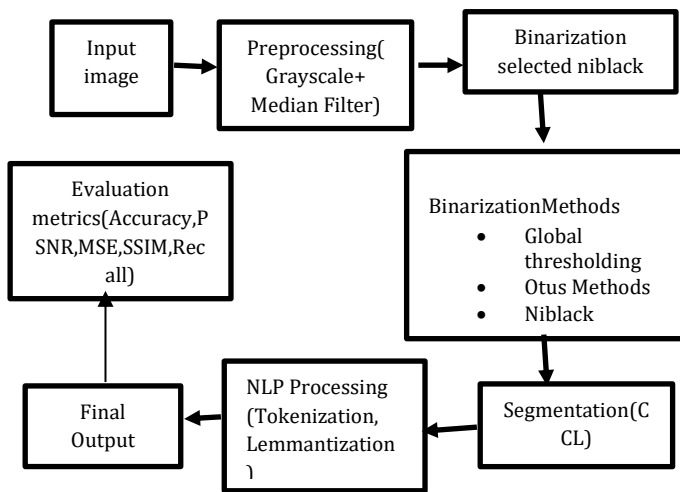 Input
image
Preprocessing(
Grayscale+
Median Filter)
Binarization
selected niblack
BinarizationMethods
• Global
thresholding
• Otus Methods
• Niblack
Segmentation(C
CL)
NLP Processing
(Tokenization,
Lemmantization
)
Final
Output
Evaluation
metrics(Accuracy,P
SNR,MSE,SSIM,Rec
all)